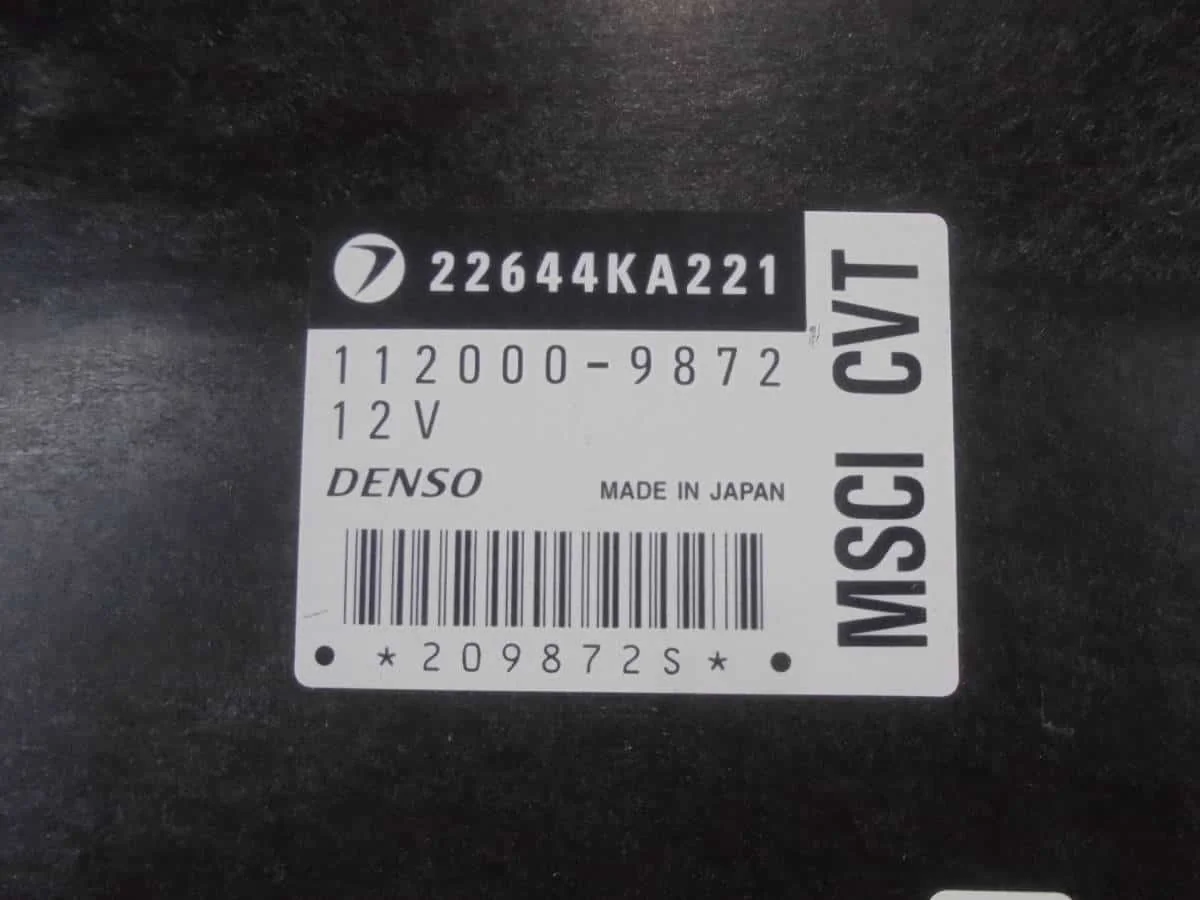 22644KA221
112000-9872
12V
DENSO
MADE IN JAPAN
*209872S*
MSCI CVT